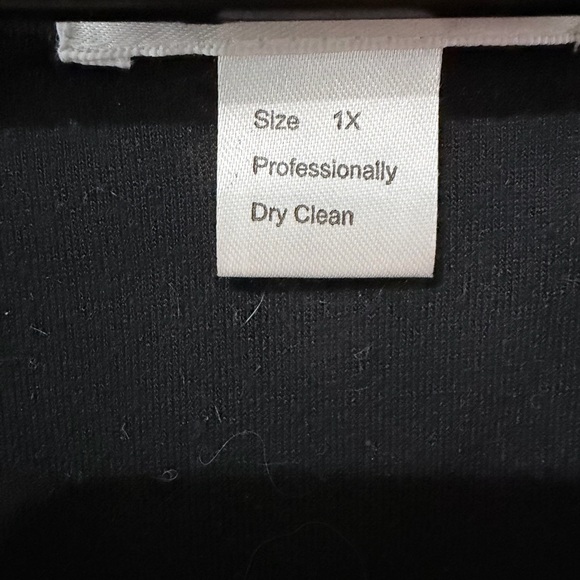 Size 1X
Professionally
Dry Clean